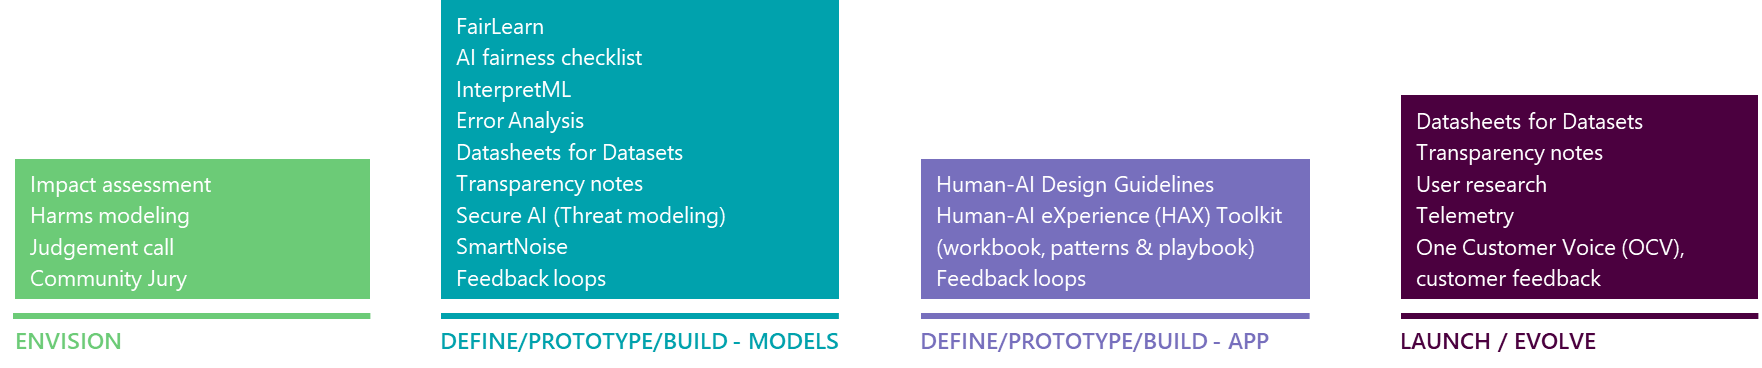 Impact assessment
Harms modeling
Judgement call
Community Jury
ENVISION
FairLearn
AI fairness checklist
InterpretML
Error Analysis
Datasheets for Datasets
Transparency notes
Secure AI (Threat modeling)
SmartNoise
Feedback loops
DEFINE/PROTOTYPE/BUILD - MODELS
Human-AI Design Guidelines
Human-AI eXperience (HAX) Toolkit
(workbook, patterns & playbook)
Feedback loops
DEFINE/PROTOTYPE/BUILD - APP
Datasheets for Datasets
Transparency notes
User research
Telemetry
One Customer Voice (OCV),
customer feedback
LAUNCH / EVOLVE